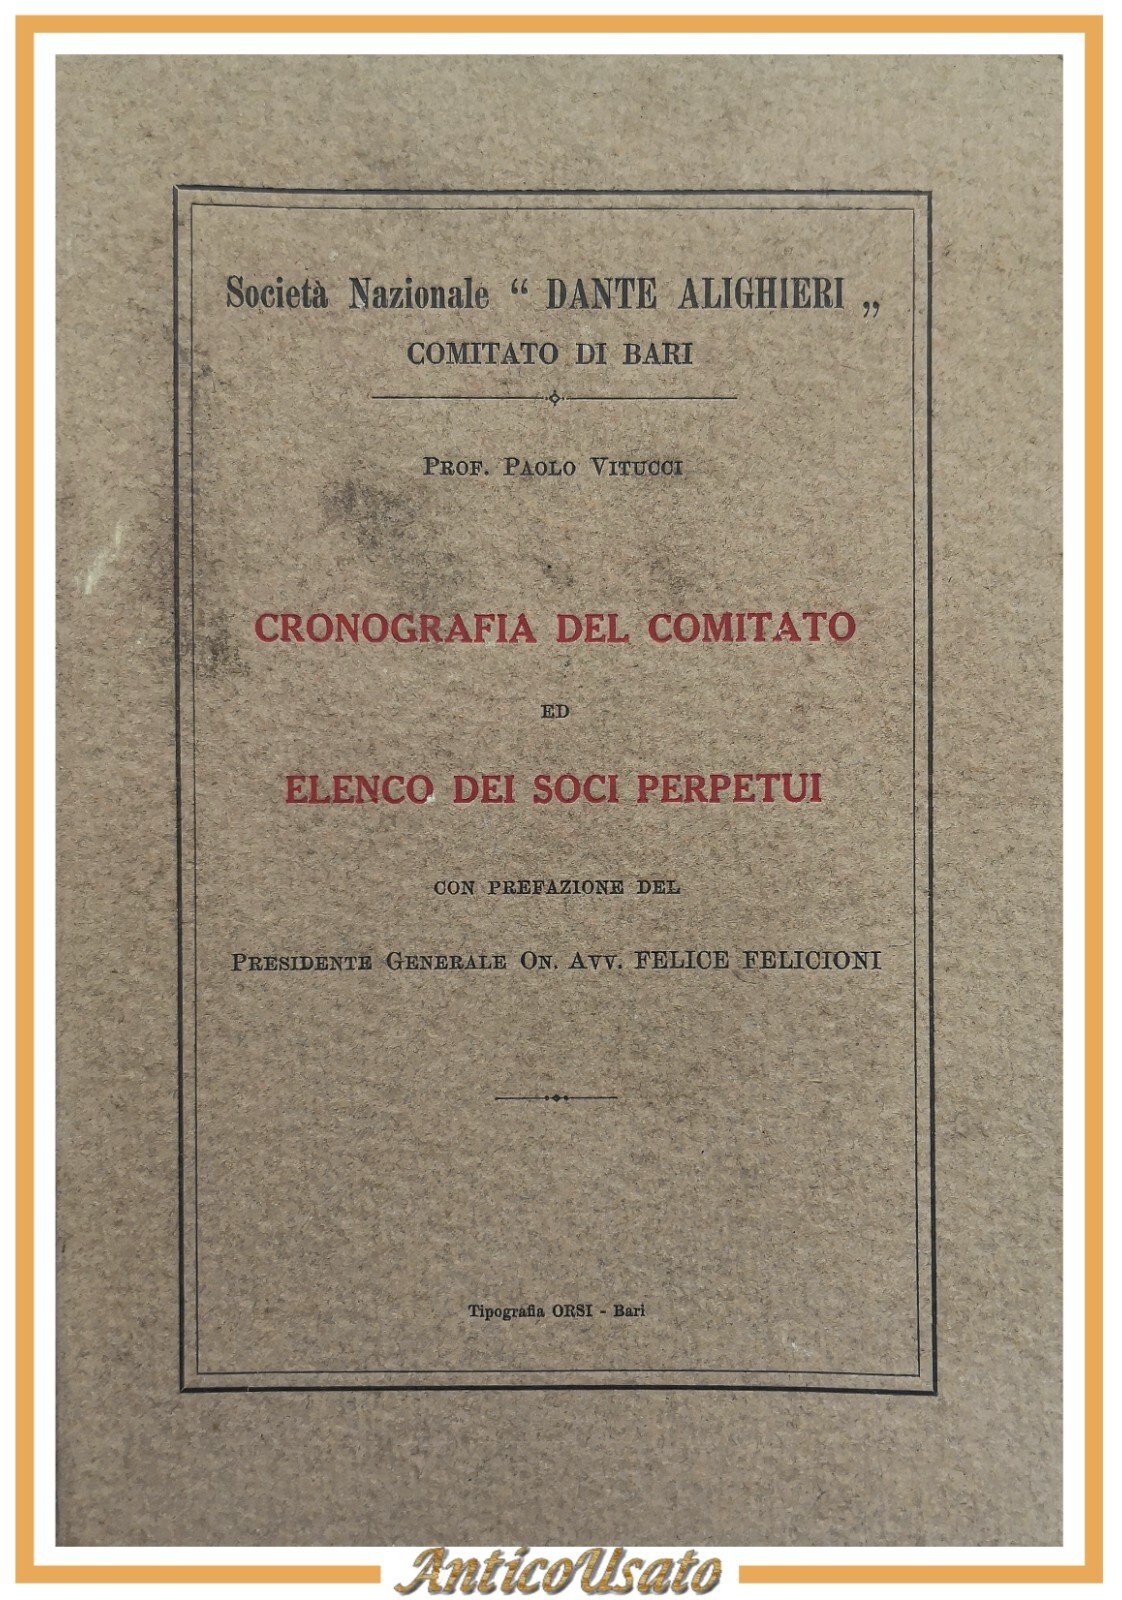 Società Nazionale “ DANTE ALIGHIERI „
COMITATO DI BARI
PROF. PAOLO VITUCCI
CRONOGRAFIA DEL COMITATO
ED
ELENCO DEI SOCI PERPETUI
CON PREFAZIONE DEL
PRESIDENTE GENERALE ON. AVV. FELICE FELICIONI
Tipografia ORSI - Bari
AnticoUsato